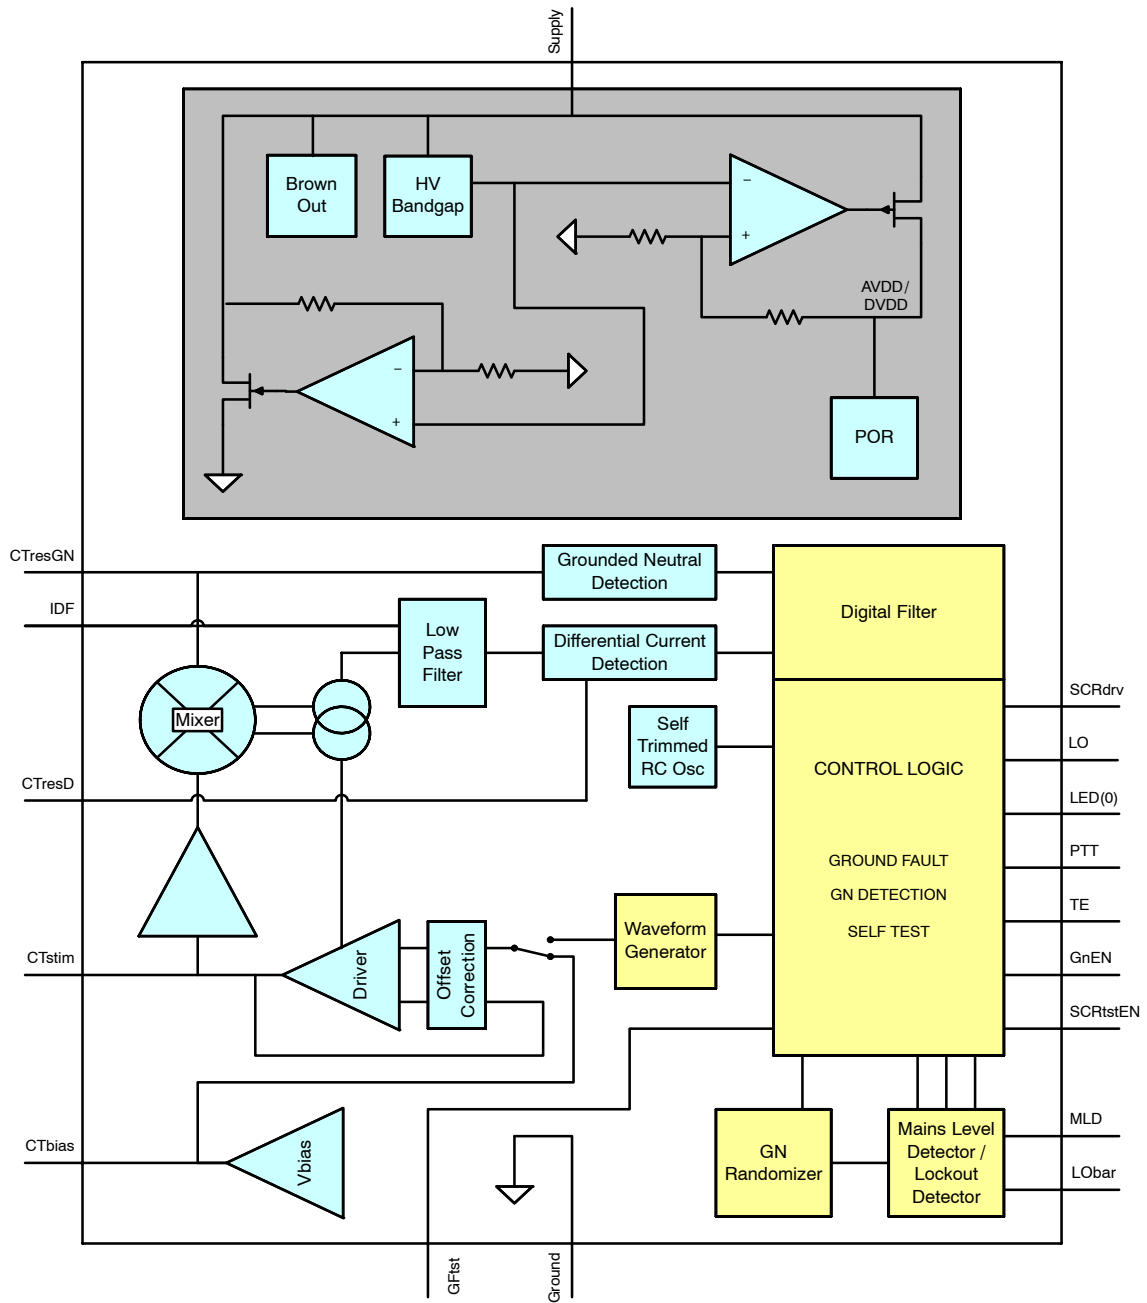 Supply
Brown
Out
HV
Bandgap
−
+
AVDD/
DVDD
−
+
POR
CTresGN
Grounded Neutral
Detection
IDF
Low
Pass
Filter
Differential Current
Detection
Digital Filter
Mixer
Self
Trimmed
RC Osc
CONTROL LOGIC
GROUND FAULT
GN DETECTION
SELF TEST
SCRdrv
LO
LED(0)
PTT
TE
GnEN
SCRtstEN
CTresD
CTstim
Driver
Offset
Correction
Waveform
Generator
CTbias
Vbias
GN
Randomizer
Mains Level
Detector /
Lockout
Detector
MLD
LObar
GFtst
Ground